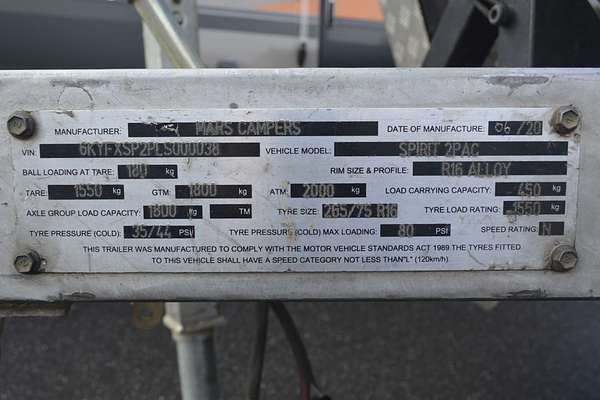 MANUFACTURER: MARS CAMPERS DATE OF MANUFACTURE: 06/20
VIN: 6KYFXSP2PLS000038 VEHICLE MODEL: SPIRIT 2PAC
BALL LOADING AT TARE: 180 kg RIM SIZE & PROFILE: R16 ALLOY
TARE: 1550 kg GTM: 1800 kg ATM: 2000 kg LOAD CARRYING CAPACITY: 450 kg
AXLE GROUP LOAD CAPACITY: 1800 kg TM TYRE SIZE: 265/75 R16 TYRE LOAD RATING: kg
TYRE PRESSURE (COLD): 35/44 PSI TYRE PRESSURE (COLD) MAX LOADING: 80 PSI SPEED RATING: N
THIS TRAILER WAS MANUFACTURED TO COMPLY WITH THE MOTOR VEHICLE STANDARDS ACT 1989 THE TYRES FITTED
TO THIS VEHICLE SHALL HAVE A SPEED CATEGORY NOT LESS THAN "L" (120km/h).